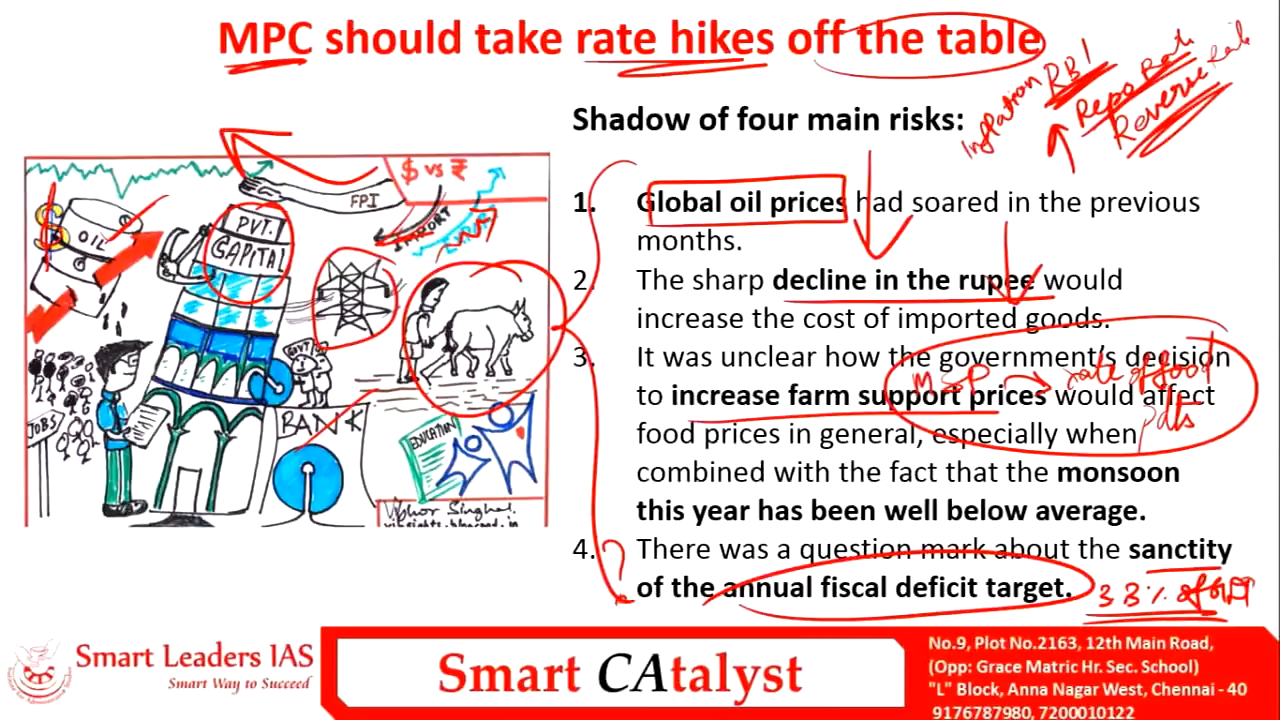 MPC should take rate hikes off the table
Inflation
RBI
Repo Rate
Reverse Rate
Shadow of four main risks:
1. Global oil prices had soared in the previous
months.
2. The sharp decline in the rupee would
increase the cost of imported goods.
3. It was unclear how the government's decision
to increase farm support prices would affect
food prices in general, especially when
combined with the fact that the monsoon
this year has been well below average.
4. There was a question mark about the sanctity
of the annual fiscal deficit target.
MSP → rate of food
pdts
?
$ vs ₹
FPI
IMPORT
$
OIL
PVT.
CAPITAL
GOVT
JOBS
BANK
EDUCATION
Vibhor Singhal
Smart Leaders IAS
Smart Way to Succeed
Smart CAtalyst
No.9, Plot No.2163, 12th Main Road,
(Opp: Grace Matric Hr. Sec. School)
"L" Block, Anna Nagar West, Chennai - 40
9176787980, 7200010122